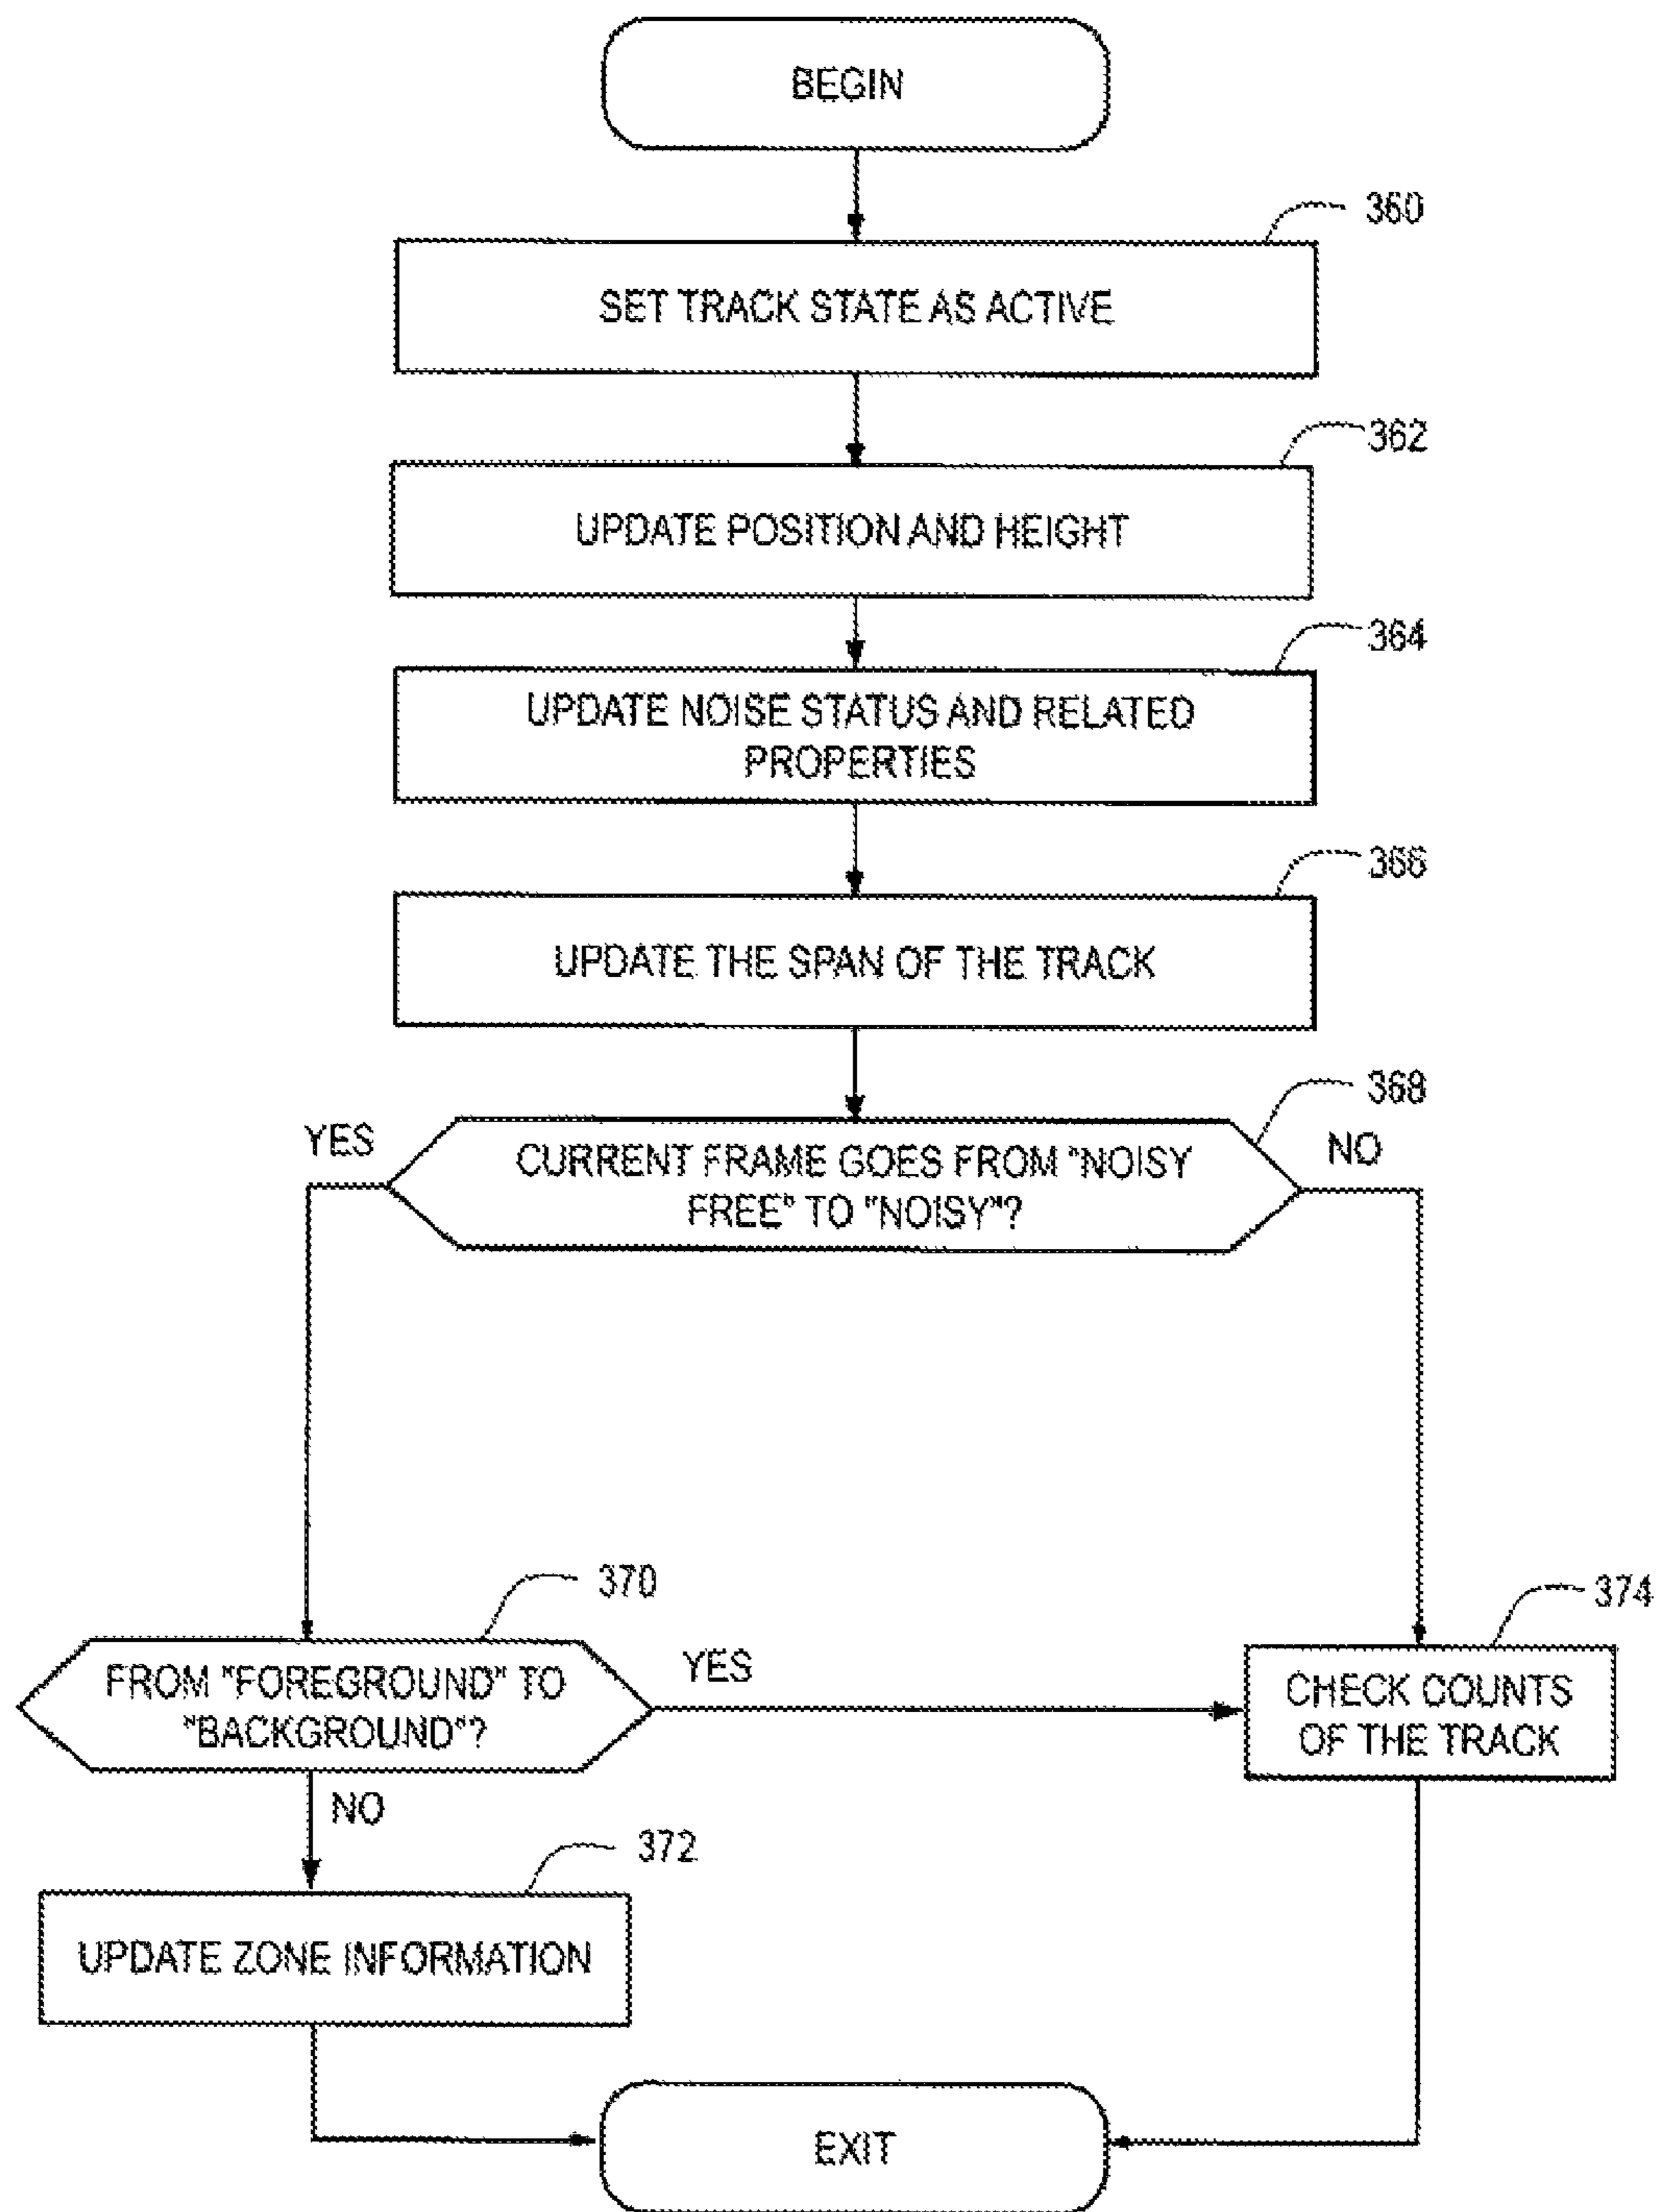 BEGIN
360
SET TRACK STATE AS ACTIVE
362
UPDATE POSITION AND HEIGHT
364
UPDATE NOISE STATUS AND RELATED
PROPERTIES
366
UPDATE THE SPAN OF THE TRACK
368
YES
CURRENT FRAME GOES FROM "NOISY
FREE" TO "NOISY"?
NO
370
FROM "FOREGROUND" TO
"BACKGROUND"?
YES
374
CHECK COUNTS
OF THE TRACK
NO
372
UPDATE ZONE INFORMATION
EXIT